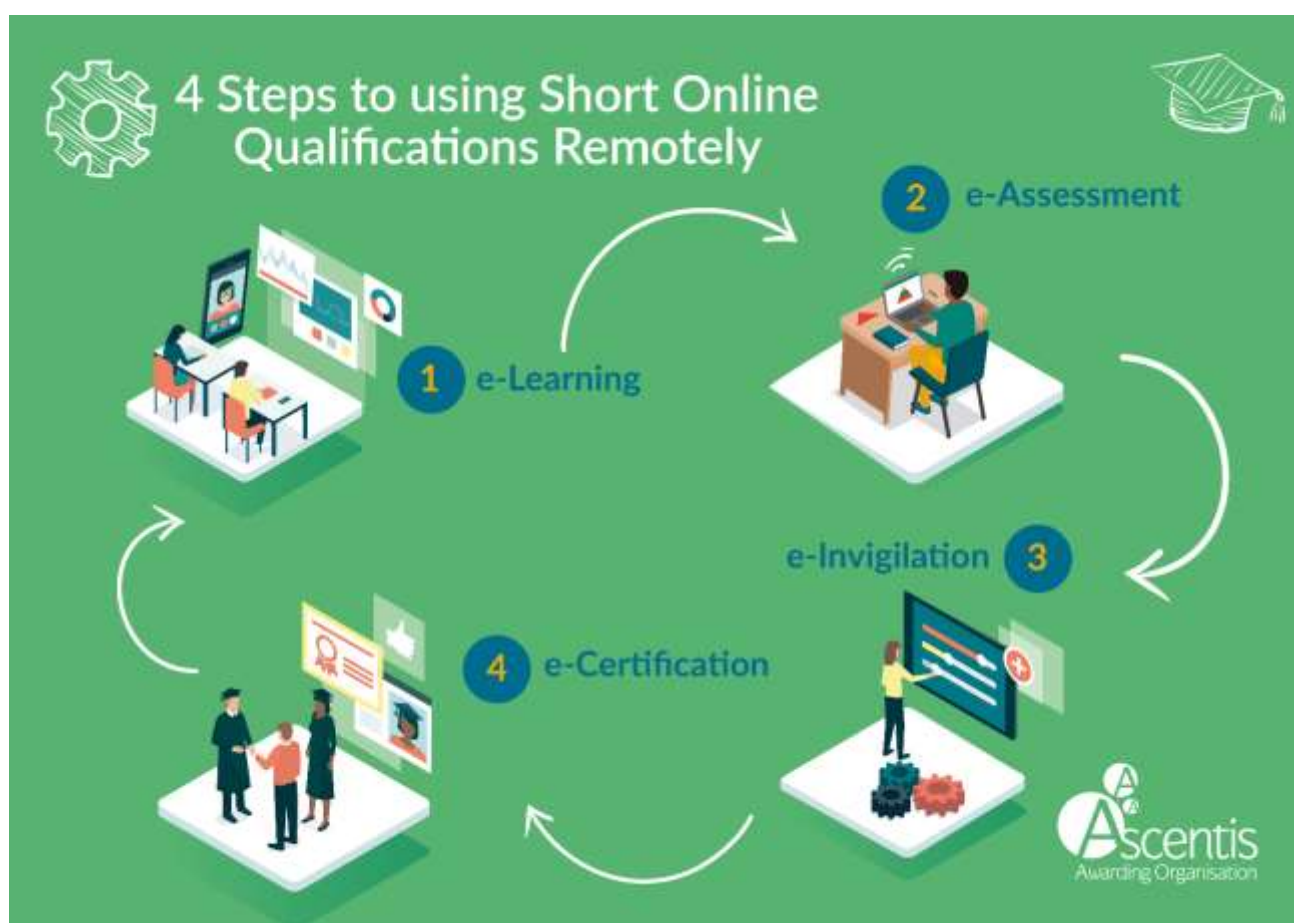 4 Steps to using Short Online
Qualifications Remotely
1 e-Learning
2 e-Assessment
e-Invigilation 3
4 e-Certification
A
A
Ascentis
Awarding Organisation